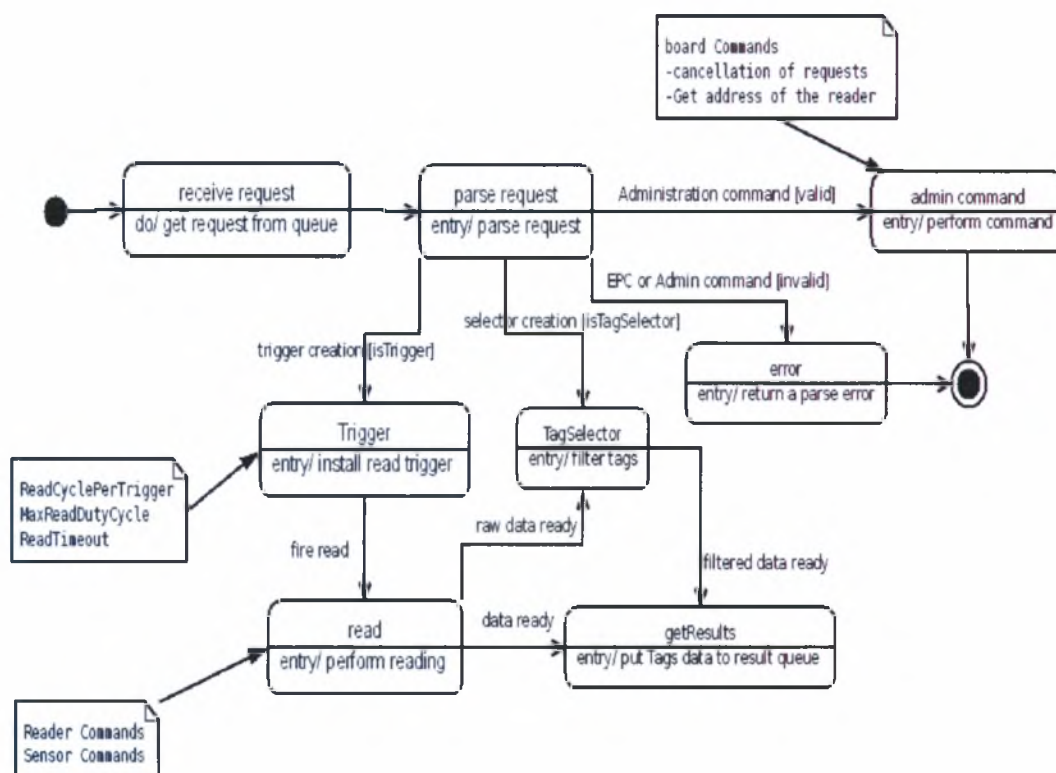 board Commands
-cancellation of requests
-Get address of the reader
receive request
do/ get request from queue
parse request
entry/ parse request
Administration command [valid]
admin command
entry/ perform command
EPC or Admin command [invalid]
selector creation [isTagSelector]
trigger creation [isTrigger]
error
entry/ return a parse error
Trigger
entry/ install read trigger
TagSelector
entry/ filter tags
ReadCyclePerTrigger
MaxReadDutyCycle
ReadTimeout
raw data ready
fire read
filtered data ready
read
entry/ perform reading
data ready
getResults
entry/ put Tags data to result queue
Reader Commands
Sensor Commands